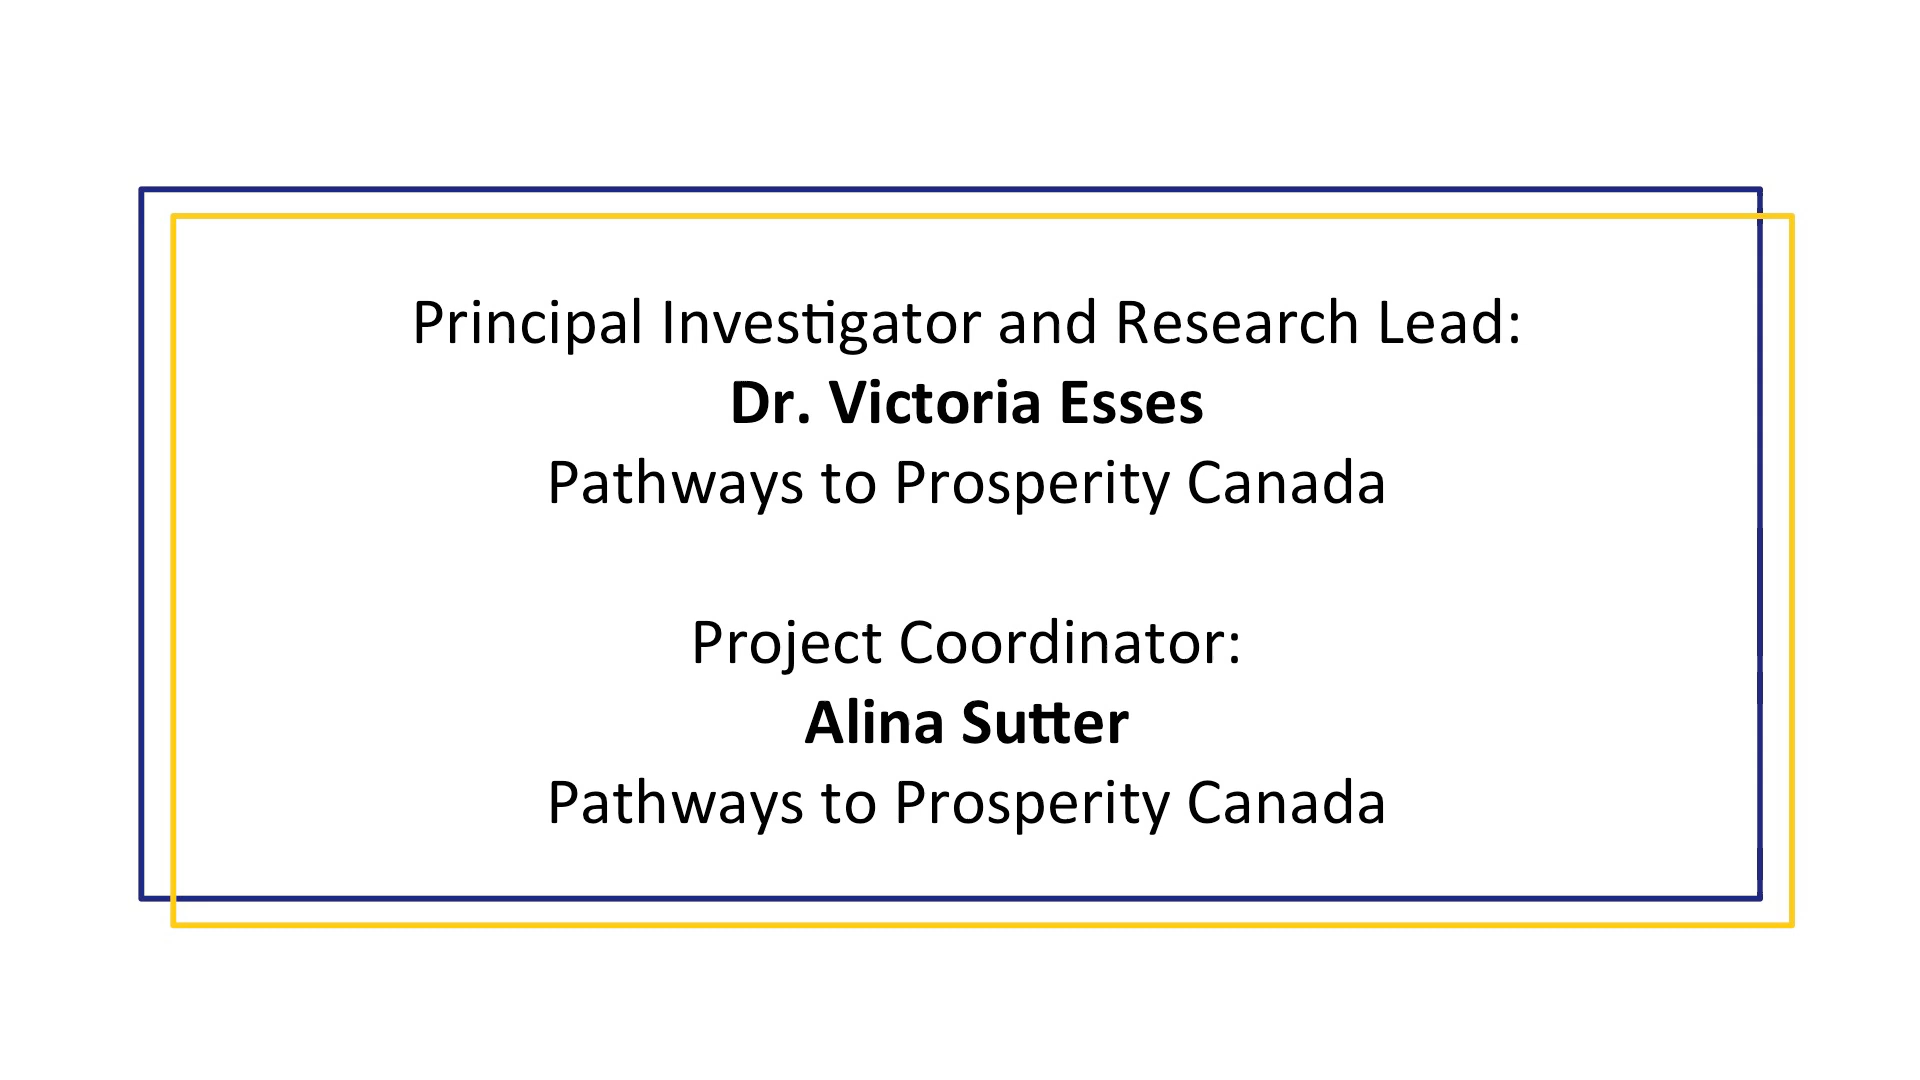 Principal Investigator and Research Lead:
Dr. Victoria Esses
Pathways to Prosperity Canada
Project Coordinator:
Alina Sutter
Pathways to Prosperity Canada